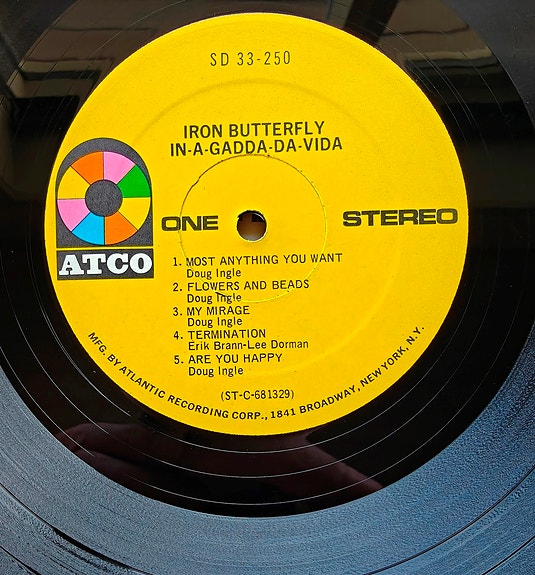 SD 33-250
IRON BUTTERFLY
IN-A-GADDA-DA-VIDA
ATCO
ONE
STEREO
1. MOST ANYTHING YOU WANT
Doug Ingle
2. FLOWERS AND BEADS
Doug Ingle
3. MY MIRAGE
Doug Ingle
4. TERMINATION
Erik Brann-Lee Dorman
5. ARE YOU HAPPY
Doug Ingle
(ST-C-681329)
MFG. BY ATLANTIC RECORDING CORP., 1841 BROADWAY, NEW YORK, N.Y.